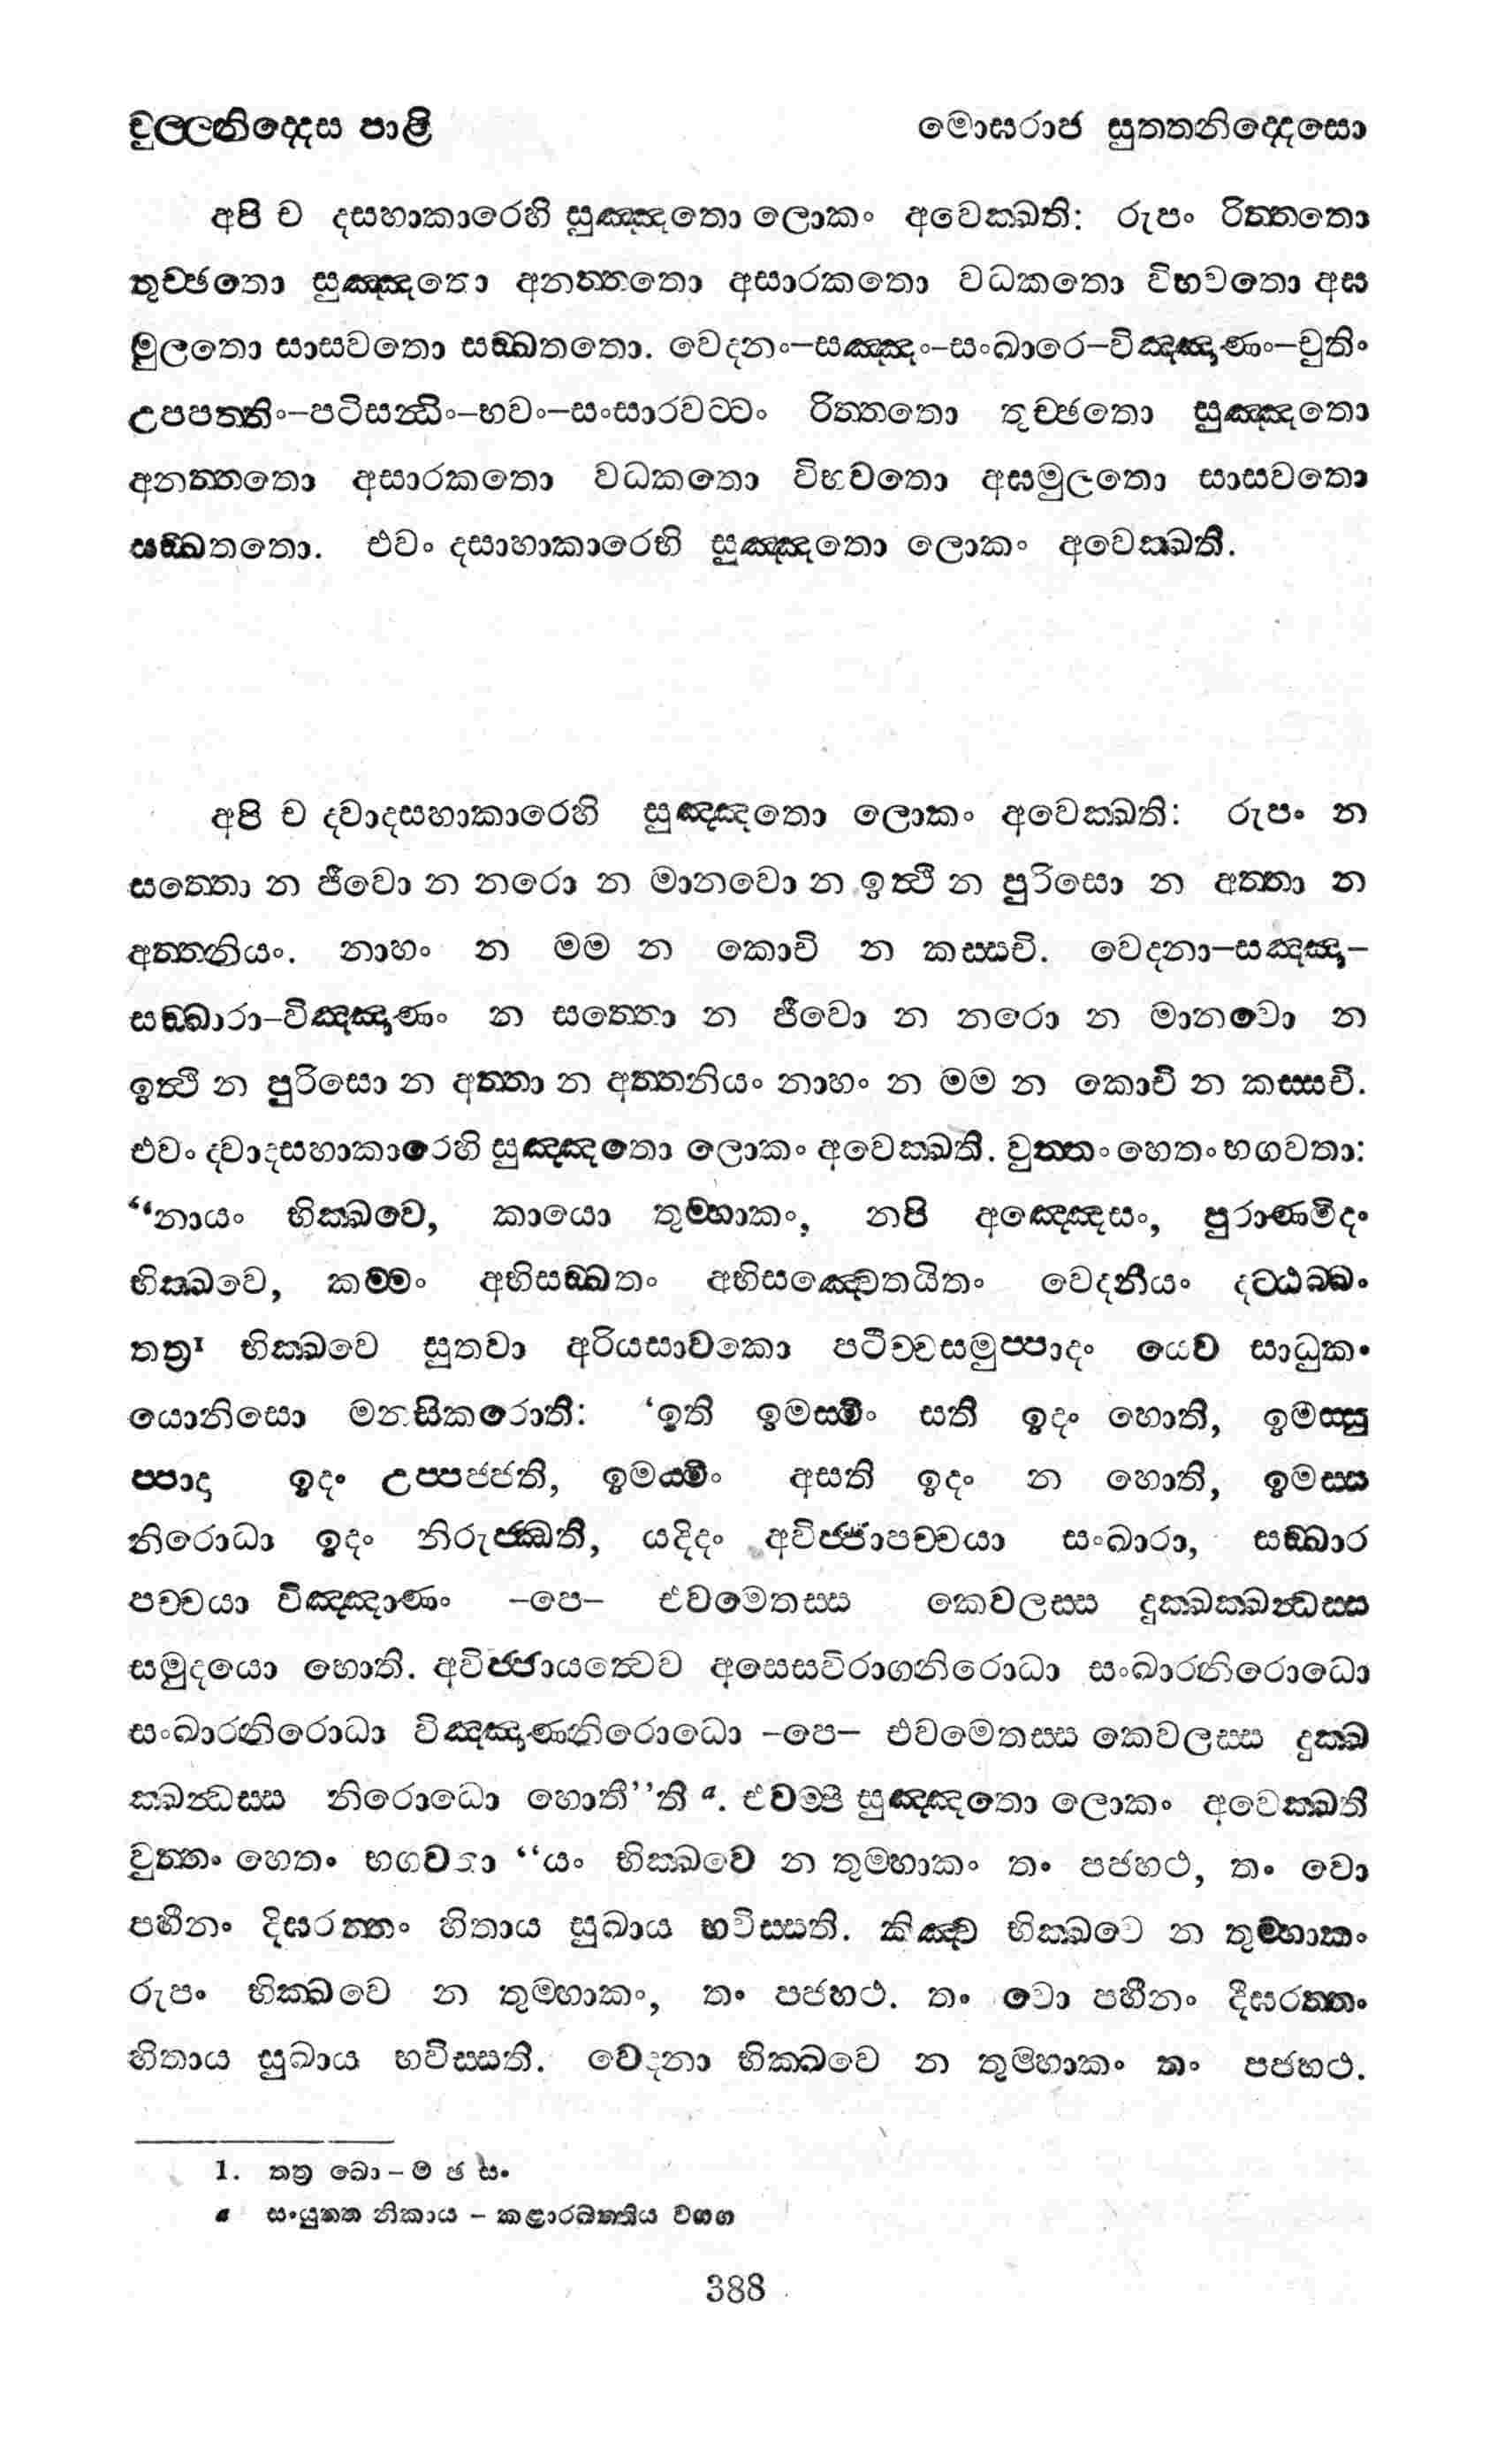 චුල්ලනිද්දෙස පාළි මොඝරාජ සුත්තනිද්දෙසො
අපි ච දසහාකාරෙහි සුඤ්ඤතො ලොකං අවෙක්ඛති: රූපං රිත්තතො
තුච්ඡතො සුඤ්ඤතො අනත්තතො අසාරකතො වධකතො විභවතො අඝ
මූලතො සාසවතො සඞ්ඛතතො. වෙදනං–සඤ්ඤං–සංඛාරෙ–විඤ්ඤාණං–චුතිං
උපපත්තිං–පටිසන්ධිං–භවං–සංසාරවට්ටං රිත්තතො තුච්ඡතො සුඤ්ඤතො
අනත්තතො අසාරකතො වධකතො විභවතො අඝමූලතො සාසවතො
සඞ්ඛතතො. එවං දසාහාකාරෙහි සුඤ්ඤතො ලොකං අවෙක්ඛති.
අපි ච ද්වාදසහාකාරෙහි සුඤ්ඤතො ලොකං අවෙක්ඛති: රූපං න
සත්තො න ජීවො න නරො න මානවො න ඉත්ථි න පුරිසො න අත්තා න
අත්තනියං. නාහං න මම න කොචි න කස්සචි. වෙදනා–සඤ්ඤා–
සඞ්ඛාරා–විඤ්ඤාණං න සත්තො න ජීවො න නරො න මානවො න
ඉත්ථි න පුරිසො න අත්තා න අත්තනියං නාහං න මම න කොචි න කස්සචි.
එවං ද්වාදසහාකාරෙහි සුඤ්ඤතො ලොකං අවෙක්ඛති. වුත්තං හෙතං භගවතා:
“නායං භික්ඛවෙ, කායො තුම්හාකං, නපි අඤ්ඤෙසං, පුරාණමිදං
භික්ඛවෙ, කම්මං අභිසඞ්ඛතං අභිසඤ්චෙතයිතං වෙදනීයං දට්ඨබ්බං
තත්‍ර¹ භික්ඛවෙ සුතවා අරියසාවකො පටිච්චසමුප්පාදං යෙව සාධුකං
යොනිසො මනසිකරොති: ‘ඉති ඉමස්මිං සති ඉදං හොති, ඉමස්සු
ප්පාදා ඉදං උප්පජ්ජති, ඉමස්මිං අසති ඉදං න හොති, ඉමස්ස
නිරොධා ඉදං නිරුජ්ඣති, යදිදං අවිජ්ජාපච්චයා සංඛාරා, සඞ්ඛාර
පච්චයා විඤ්ඤාණං –පෙ– එවමෙතස්ස කෙවලස්ස දුක්ඛක්ඛන්ධස්ස
සමුදයො හොති. අවිජ්ජායත්වෙව අසෙසවිරාගනිරොධා සංඛාරනිරොධො
සංඛාරනිරොධා විඤ්ඤාණනිරොධො –පෙ– එවමෙතස්ස කෙවලස්ස දුක්ඛ
ක්ඛන්ධස්ස නිරොධො හොතී”ති ª. එවම්පි සුඤ්ඤතො ලොකං අවෙක්ඛති
වුත්තං හෙතං භගවතා “යං භික්ඛවෙ න තුම්හාකං තං පජහථ, තං වො
පහීනං දීඝරත්තං හිතාය සුඛාය භවිස්සති. කිඤ්ච භික්ඛවෙ න තුම්හාකං
රූපං භික්ඛවෙ න තුම්හාකං, තං පජහථ. තං වො පහීනං දීඝරත්තං
හිතාය සුඛාය භවිස්සති. වෙදනා භික්ඛවෙ න තුම්හාකං තං පජහථ.
1. තත්‍ර ඛො – ම ඡ සං
ª සංයුත්ත නිකාය – කළාරඛත්තිය වග්ග
388